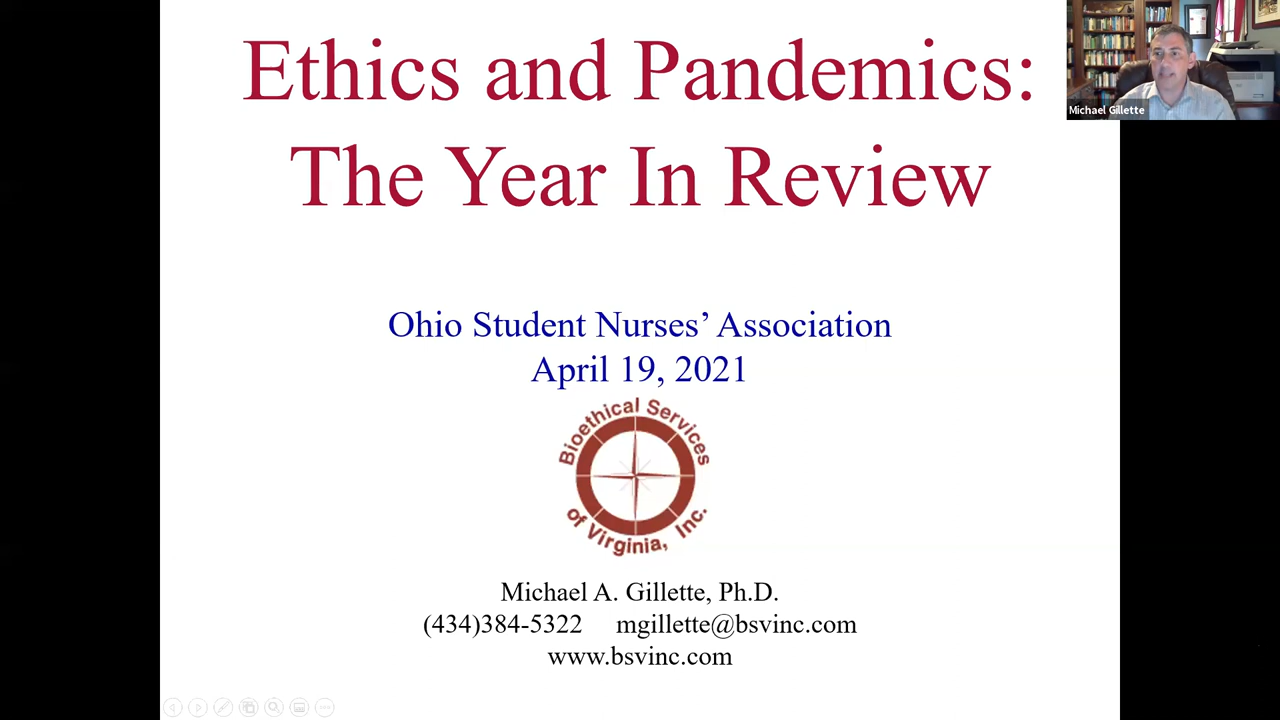 Ethics and Pandemics:
The Year In Review
Michael Gillette
Ohio Student Nurses’ Association
April 19, 2021
Bioethical Services
of Virginia, Inc.
Michael A. Gillette, Ph.D.
(434)384-5322 mgillette@bsvinc.com
www.bsvinc.com